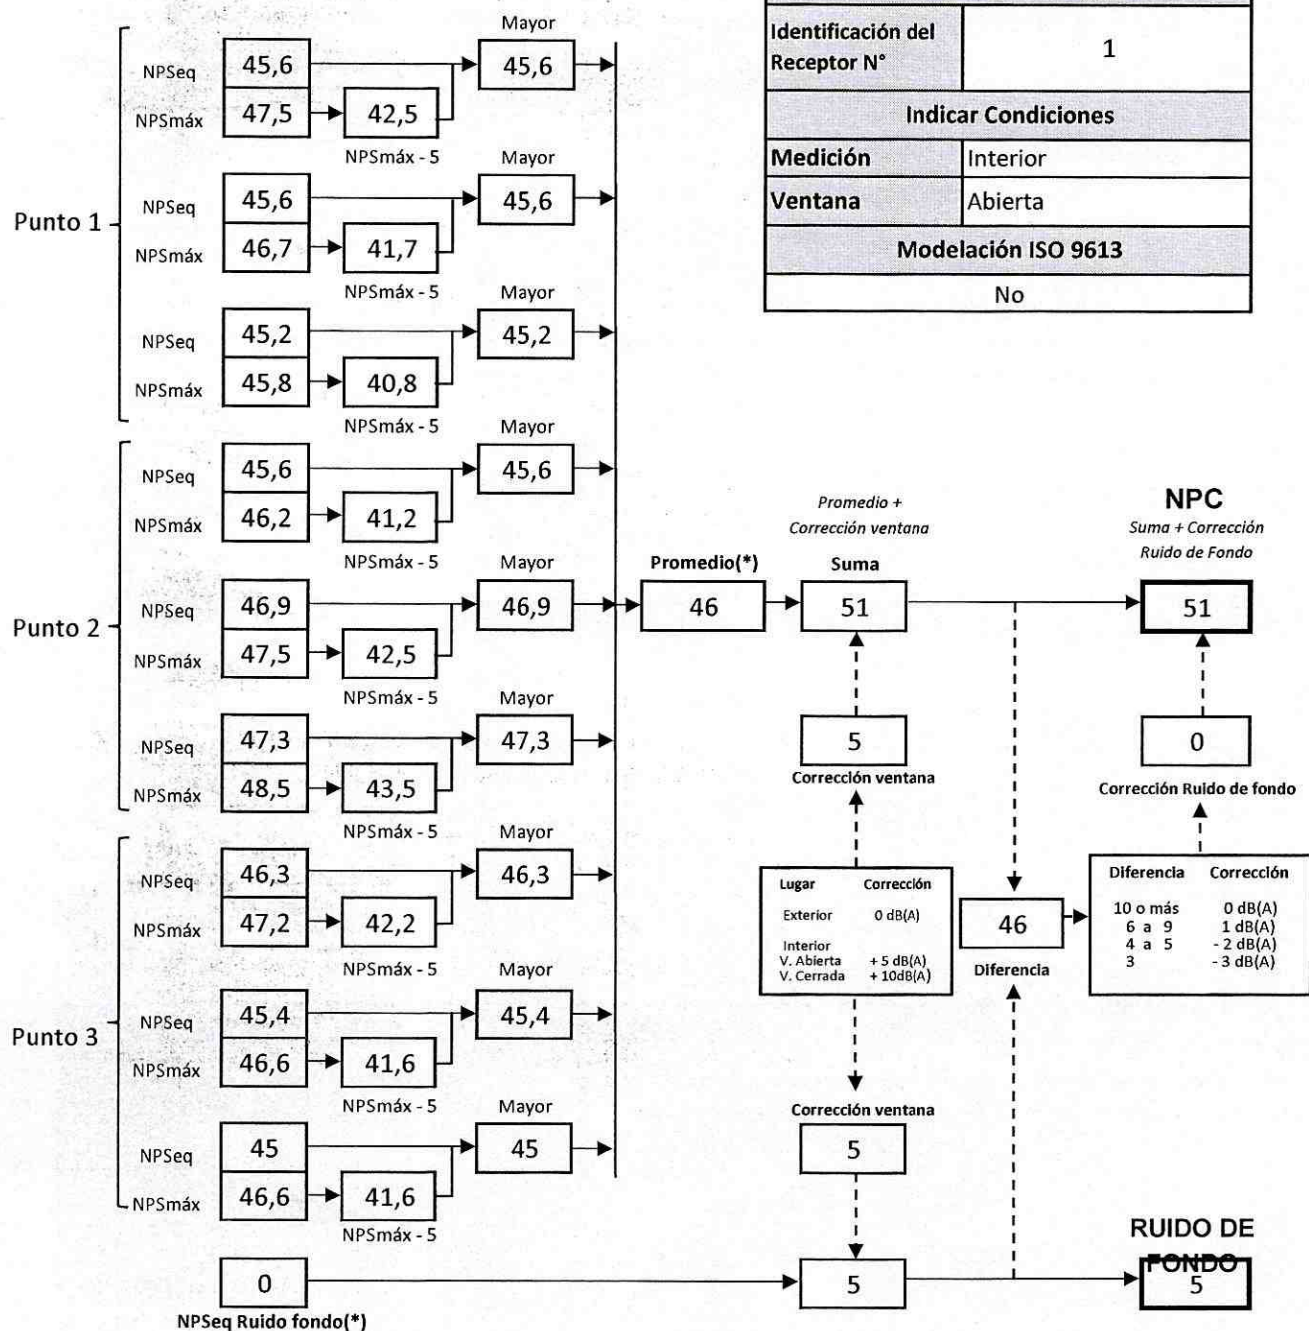 Identificación del
Receptor N°
1
Indicar Condiciones
Medición
Interior
Ventana
Abierta
Modelación ISO 9613
No
Punto 1
Mayor
NPSeq
45,6
45,6
NPSmáx
47,5
42,5
NPSmáx - 5
Mayor
NPSeq
45,6
45,6
NPSmáx
46,7
41,7
NPSmáx - 5
Mayor
NPSeq
45,2
45,2
NPSmáx
45,8
40,8
NPSmáx - 5
Punto 2
Mayor
NPSeq
45,6
45,6
NPSmáx
46,2
41,2
NPSmáx - 5
Mayor
NPSeq
46,9
46,9
NPSmáx
47,5
42,5
NPSmáx - 5
Mayor
NPSeq
47,3
47,3
NPSmáx
48,5
43,5
NPSmáx - 5
Punto 3
Mayor
NPSeq
46,3
46,3
NPSmáx
47,2
42,2
NPSmáx - 5
Mayor
NPSeq
45,4
45,4
NPSmáx
46,6
41,6
NPSmáx - 5
Mayor
NPSeq
45
45
NPSmáx
46,6
41,6
NPSmáx - 5
0
NPSeq Ruido fondo(*)
Promedio(*)
46
Promedio +
Corrección ventana
Suma
51
5
Corrección ventana
Lugar Corrección
Exterior 0 dB(A)
Interior
V. Abierta + 5 dB(A)
V. Cerrada + 10dB(A)
Corrección ventana
5
5
46
Diferencia
NPC
Suma + Corrección
Ruido de Fondo
51
0
Corrección Ruido de fondo
Diferencia Corrección
10 o más 0 dB(A)
6 a 9 1 dB(A)
4 a 5 - 2 dB(A)
3 - 3 dB(A)
RUIDO DE
FONDO
5